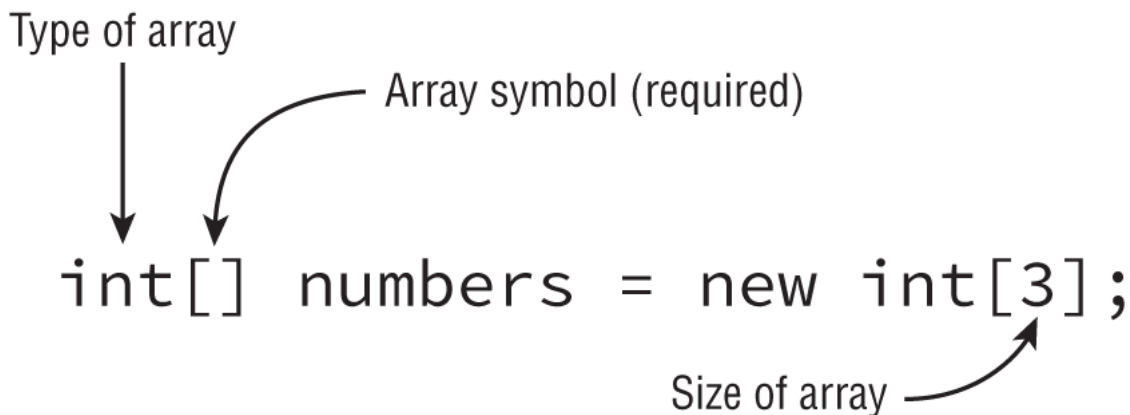 Type of array
Array symbol (required)
int[] numbers = new int[3];
Size of array